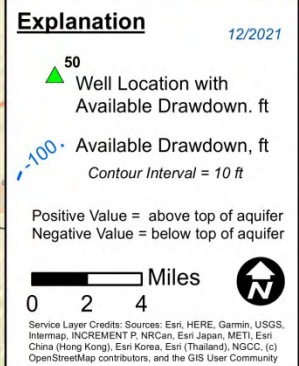 Explanation
12/2021
50
Well Location with
Available Drawdown. ft
-100. Available Drawdown, ft
Contour Interval = 10 ft
Positive Value = above top of aquifer
Negative Value = below top of aquifer
Miles
0 2 4
N
Service Layer Credits: Sources: Esri, HERE, Garmin, USGS,
Intermap, INCREMENT P, NRCan, Esri Japan, METI, Esri
China (Hong Kong), Esri Korea, Esri (Thailand), NGCC, (c)
OpenStreetMap contributors, and the GIS User Community